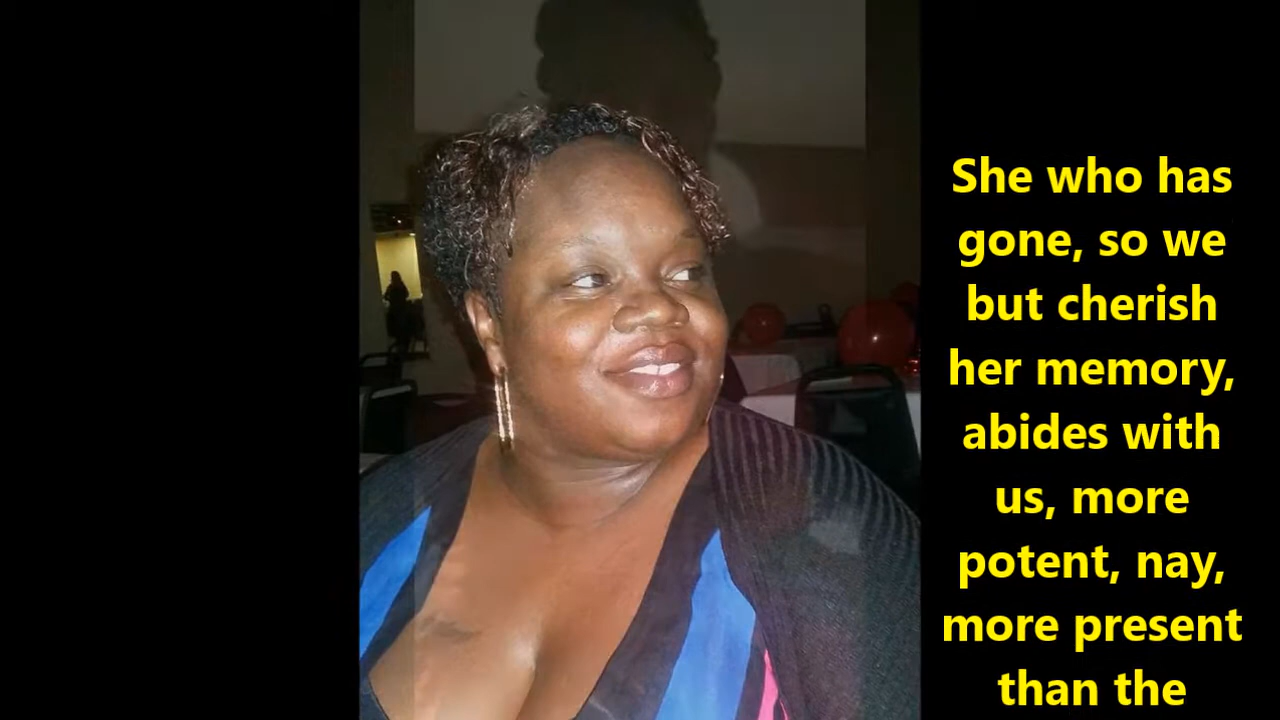 She who has
gone, so we
but cherish
her memory,
abides with
us, more
potent, nay,
more present
than the